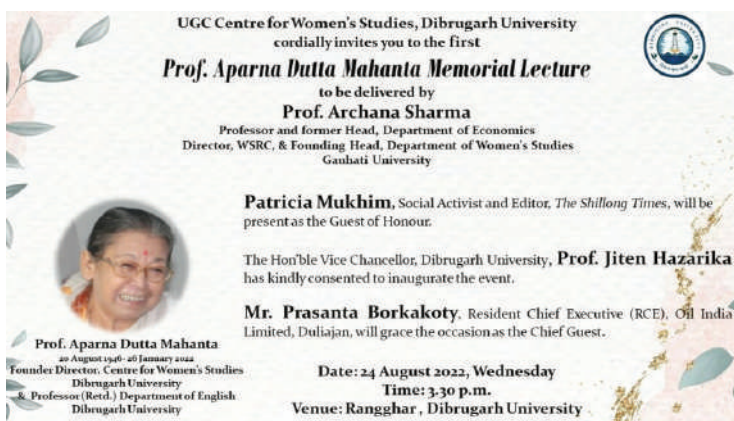 UGC Centre for Women's Studies, Dibrugarh University
cordially invites you to the first
Prof. Aparna Dutta Mahanta Memorial Lecture
to be delivered by
Prof. Archana Sharma
Professor and former Head, Department of Economics
Director, WSRC, & Founding Head, Department of Women's Studies
Gauhati University
Patricia Mukhim, Social Activist and Editor, The Shillong Times, will be
present as the Guest of Honour.
The Hon'ble Vice Chancellor, Dibrugarh University, Prof. Jiten Hazarika
has kindly consented to inaugurate the event.
Mr. Prasanta Borkakoty, Resident Chief Executive (RCE), Oil India
Limited, Duliajan, will grace the occasion as the Chief Guest.
Prof. Aparna Dutta Mahanta
20 August 1946- 26 January 2022
Founder Director, Centre for Women's Studies
Dibrugarh University
& Professor (Retd.) Department of English
Dibrugarh University
Date: 24 August 2022, Wednesday
Time: 3.30 p.m.
Venue: Rangghar , Dibrugarh University